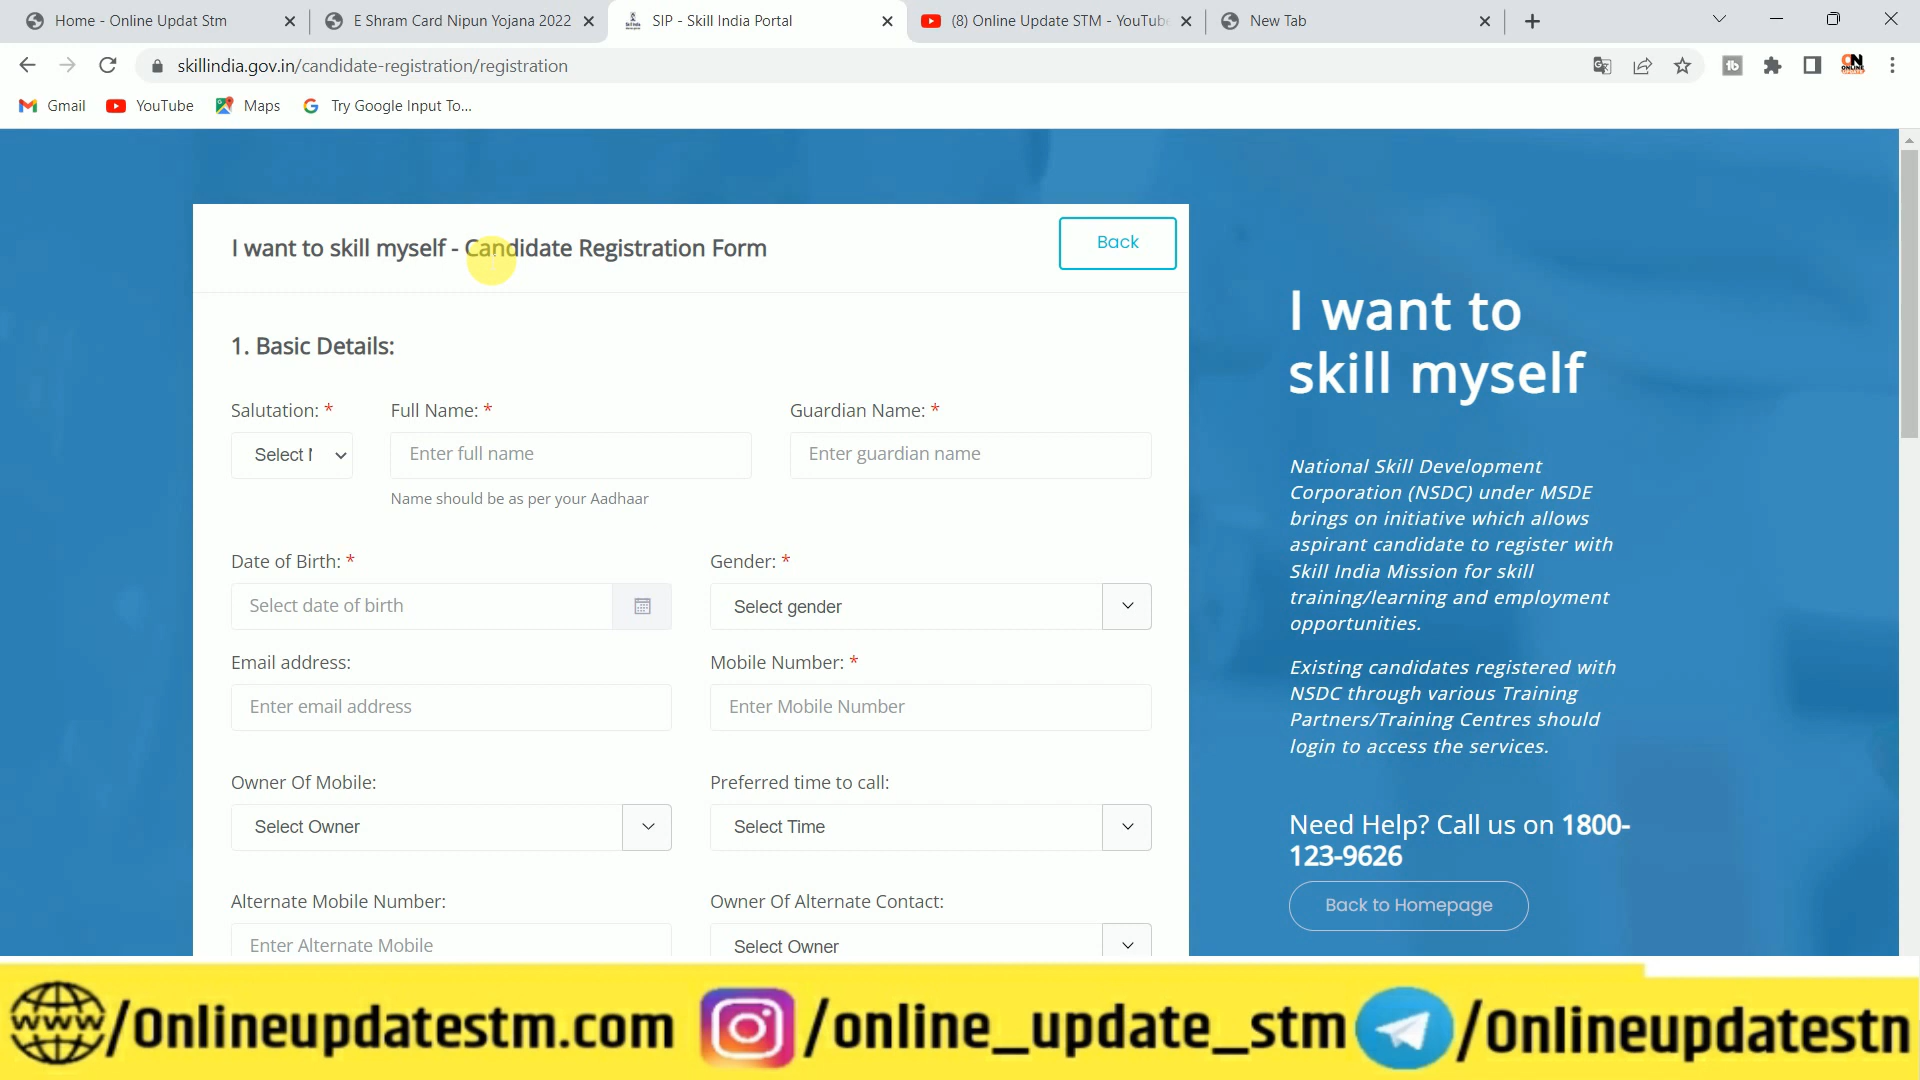 Home - Online Updat Stm
E Shram Card Nipun Yojana 2022
SIP - Skill India Portal
(8) Online Update STM - YouTube
New Tab
skillindia.gov.in/candidate-registration/registration
Gmail
YouTube
Maps
Try Google Input To...
I want to skill myself - Candidate Registration Form
Back
1. Basic Details:
Salutation: *
Full Name: *
Guardian Name: *
Select
Enter full name
Enter guardian name
Name should be as per your Aadhaar
Date of Birth: *
Gender: *
Select date of birth
Select gender
Email address:
Mobile Number: *
Enter email address
Enter Mobile Number
Owner Of Mobile:
Preferred time to call:
Select Owner
Select Time
Alternate Mobile Number:
Owner Of Alternate Contact:
Enter Alternate Mobile
Select Owner
I want to
skill myself
National Skill Development
Corporation (NSDC) under MSDE
brings on initiative which allows
aspirant candidate to register with
Skill India Mission for skill
training/learning and employment
opportunities.
Existing candidates registered with
NSDC through various Training
Partners/Training Centres should
login to access the services.
Need Help? Call us on 1800-
123-9626
Back to Homepage
www/Onlineupdatestm.com
/online_update_stm
/Onlineupdatestn